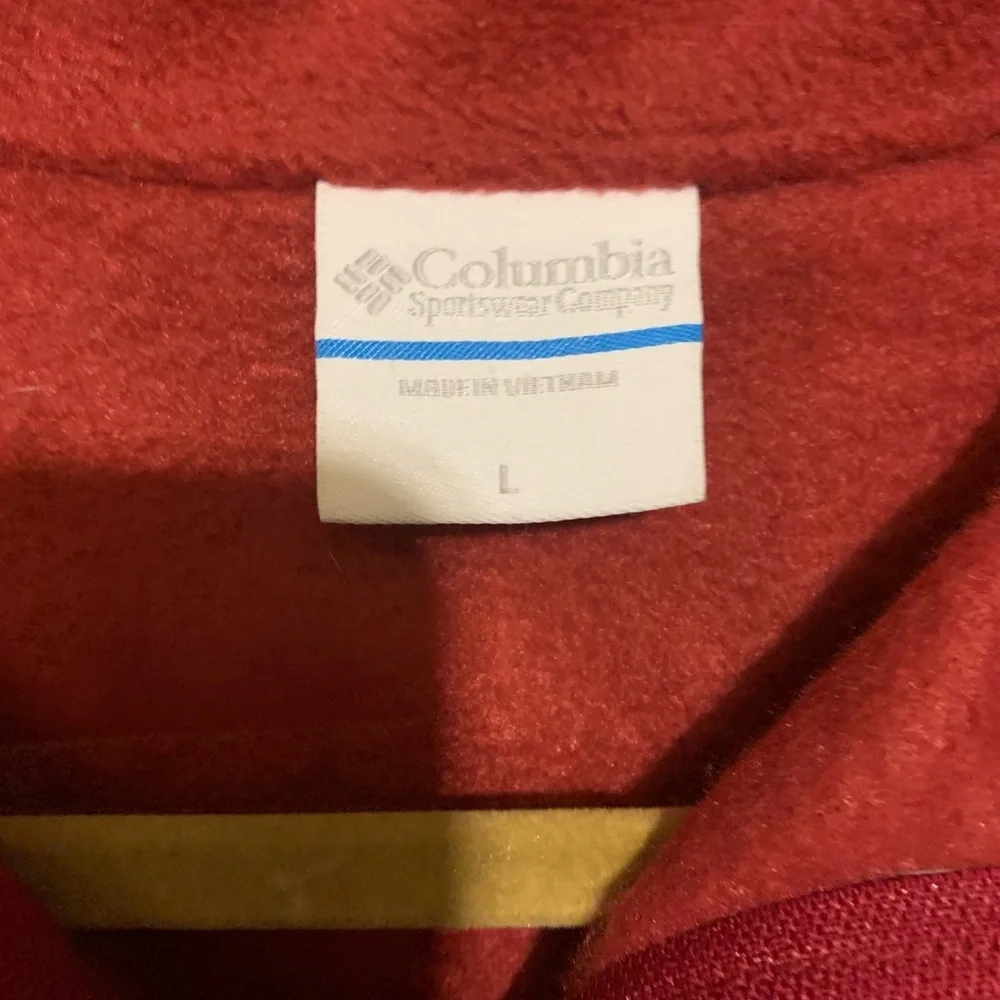 Columbia
Sportswear Company
MADE IN VIETNAM
L